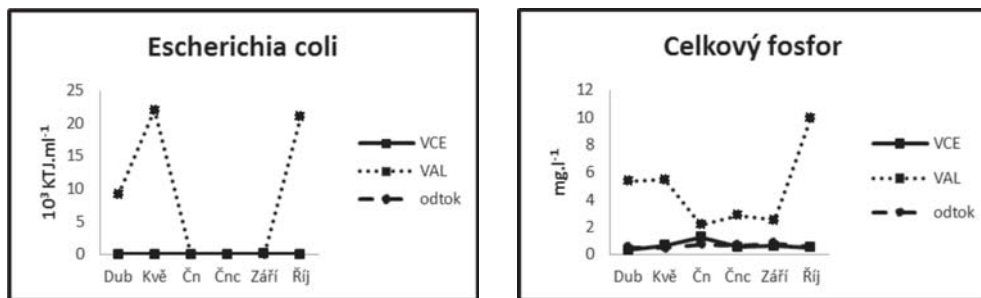 Escherichia coli
25
20
15
10
5
0
10³ KTJ.ml⁻¹
Dub Kvě Čn Čnc Září Říj
VCE
VAL
odtok
Celkový fosfor
12
10
8
6
4
2
0
mg.l⁻¹
Dub Kvě Čn Čnc Září Říj
VCE
VAL
odtok